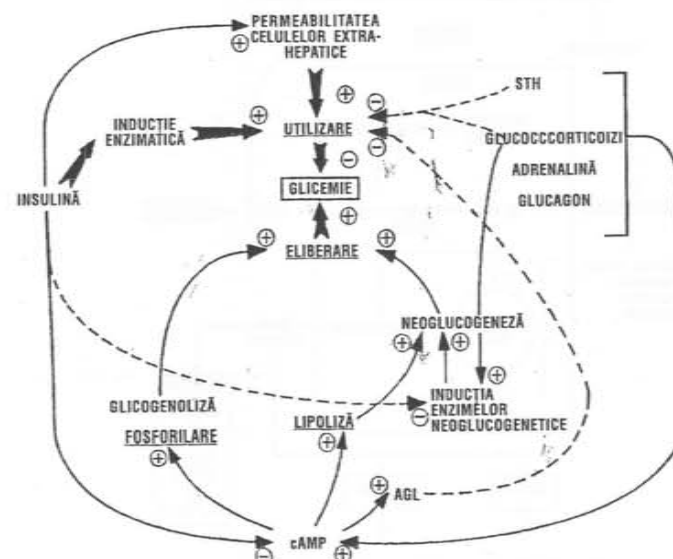 PERMEABILITATEA
CELULELOR EXTRA-
HEPATICE
STH
INDUCȚIE
ENZIMATICĂ
UTILIZARE
GLUCOCCCORTICOIZI
ADRENALINĂ
INSULINĂ
GLICEMIE
GLUCAGON
ELIBERARE
NEOGLUCOGENEZĂ
GLICOGENOLIZĂ
FOSFORILARE
LIPOLIZĂ
INDUCȚIA
ENZIMELOR
NEOGLUCOGENETICE
AGL
cAMP